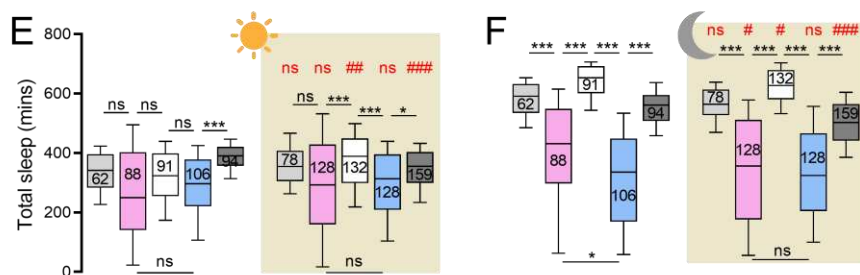 E
F
800
600
400
200
0
Total sleep (mins)
ns ns ## ns ###
ns ns ns ***
ns *** *** *
62 88 91 106 94
78 128 132 128 159
ns
ns
ns # # ns ###
*** *** *** ***
*** *** *** ***
62 88 91 106 94
78 128 132 128 159
*
ns